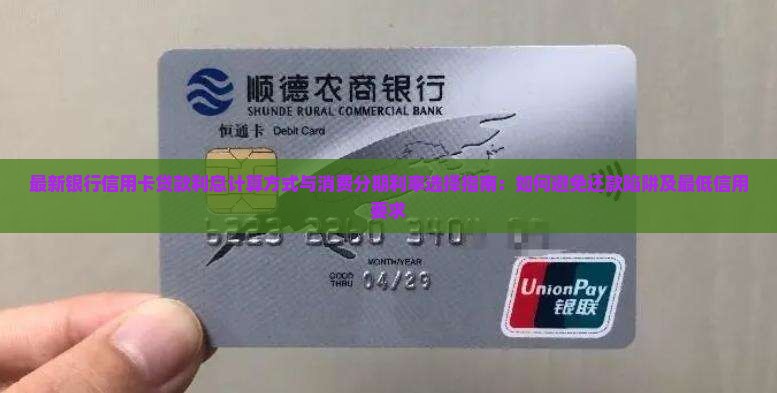 顺德农商银行
SHUNDE RURAL COMMERCIAL BANK
恒通卡 Debit Card
最新银行信用卡贷款利息计算方式与消费分期利率选择指南：如何避免还款陷阱及最低信用
要求
MONTH/YEAR
GOOD THRU 04/29
UnionPay
银联